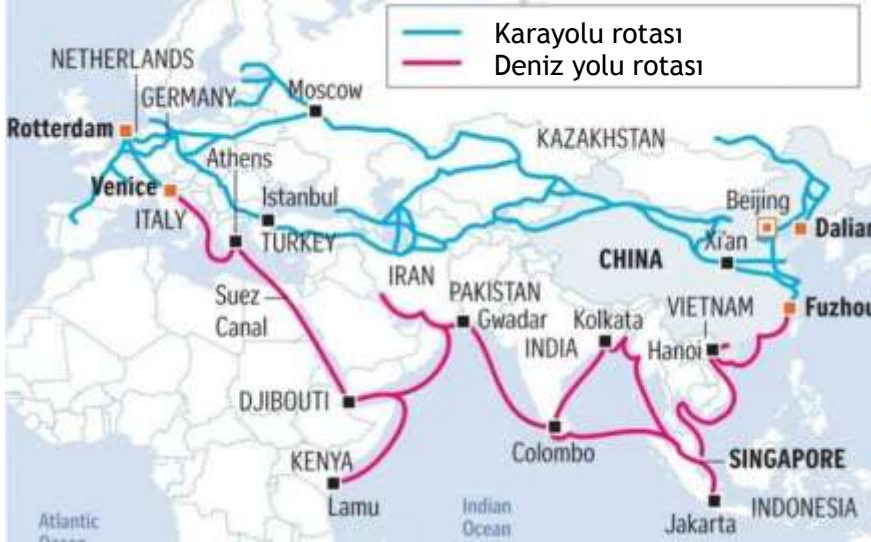 Karayolu rotası
Deniz yolu rotası
NETHERLANDS
GERMANY
Moscow
Rotterdam
KAZAKHSTAN
Athens
Venice
Istanbul
Beijing
ITALY
TURKEY
Dalian
Xi'an
CHINA
IRAN
PAKISTAN
Suez
Canal
VIETNAM
Fuzhou
Gwadar
Kolkata
INDIA
Hanoi
DJIBOUTI
Colombo
SINGAPORE
KENYA
Lamu
Indian
Ocean
INDONESIA
Jakarta
Atlantic